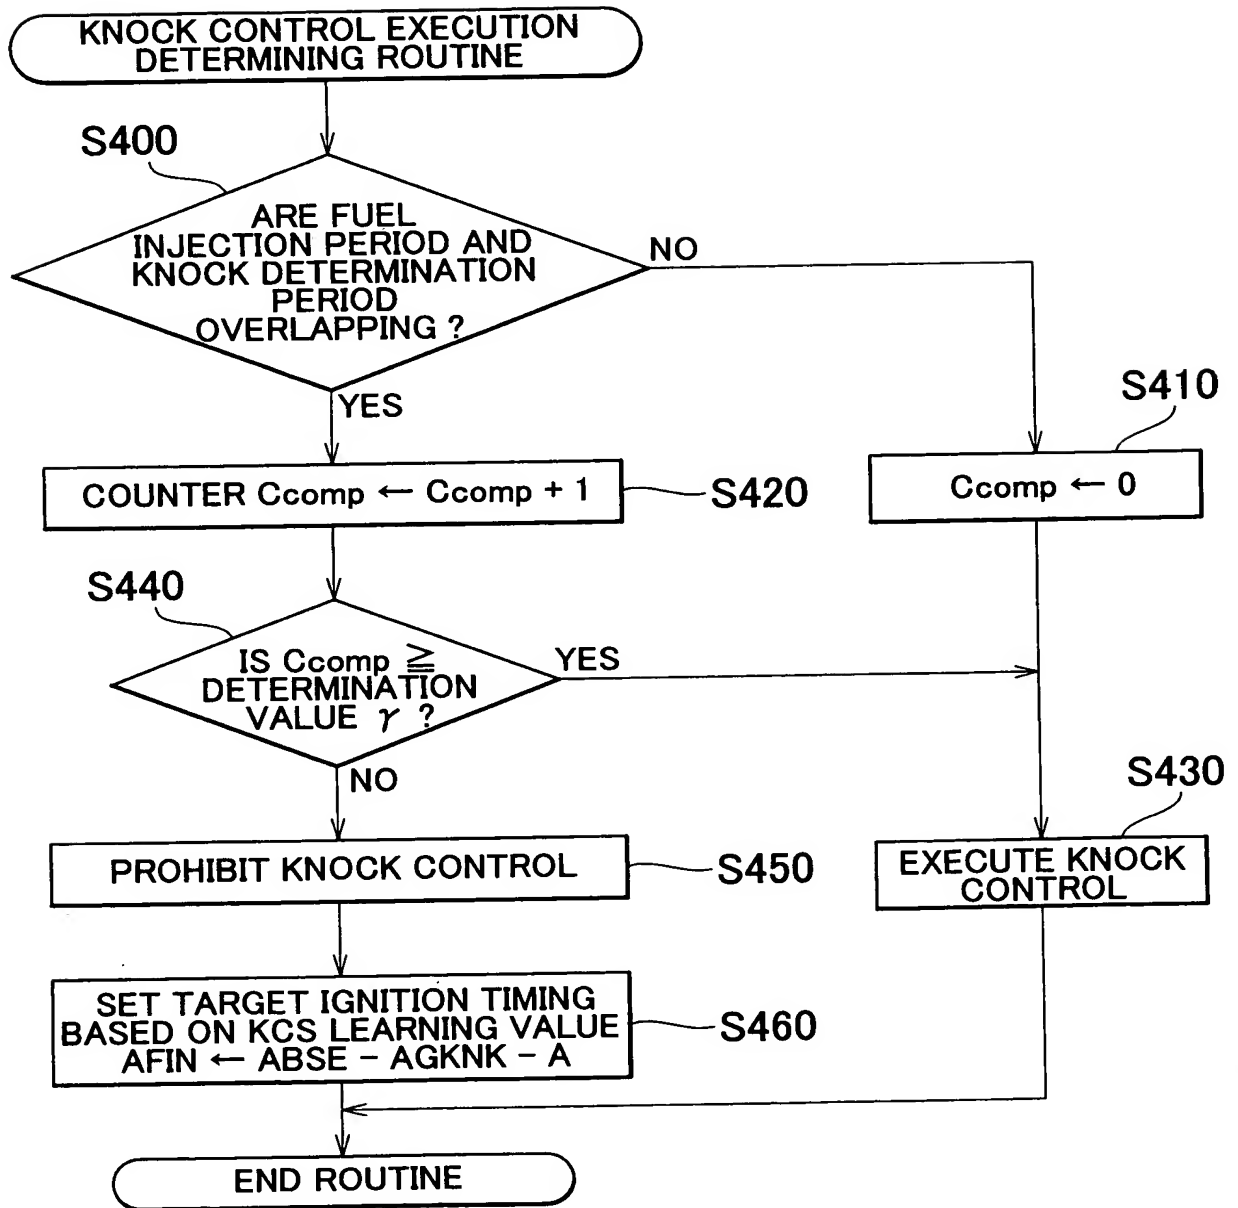 KNOCK CONTROL EXECUTION
DETERMINING ROUTINE
S400
ARE FUEL
INJECTION PERIOD AND
KNOCK DETERMINATION
PERIOD
OVERLAPPING ?
NO
YES
S410
COUNTER Ccomp ← Ccomp + 1
S420
Ccomp ← 0
S440
IS Ccomp ≧
DETERMINATION
VALUE γ ?
YES
NO
S430
PROHIBIT KNOCK CONTROL
S450
EXECUTE KNOCK
CONTROL
SET TARGET IGNITION TIMING
BASED ON KCS LEARNING VALUE
AFIN ← ABSE − AGKNK − A
S460
END ROUTINE